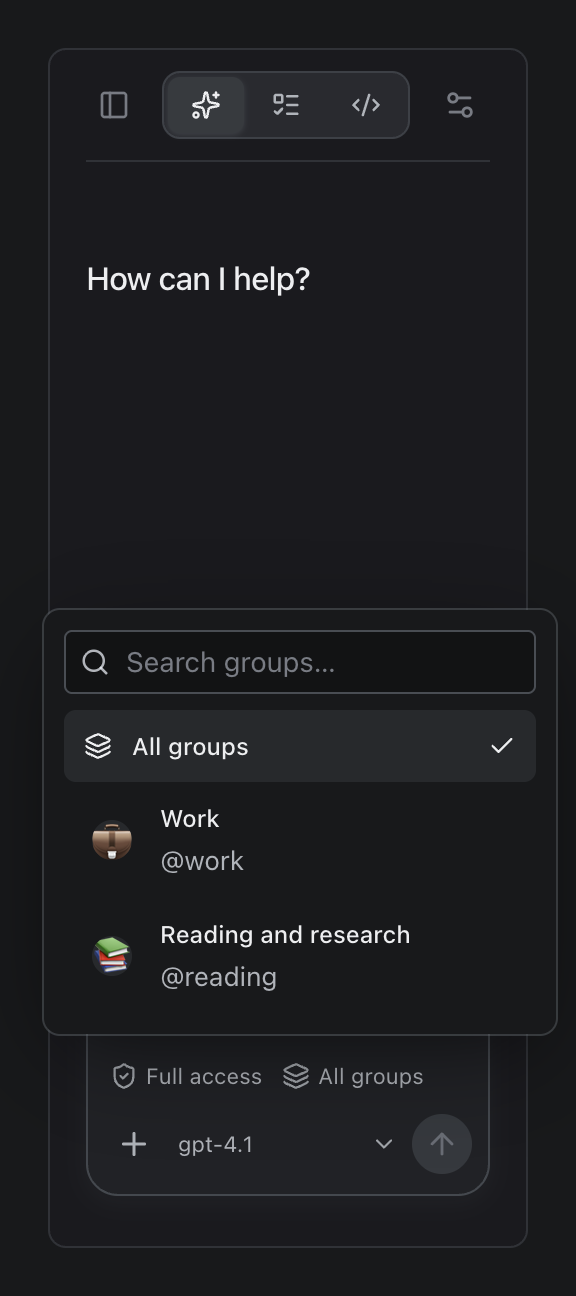 How can I help?
Search groups...
All groups
Work
@work
Reading and research
@reading
Full access
All groups
gpt-4.1